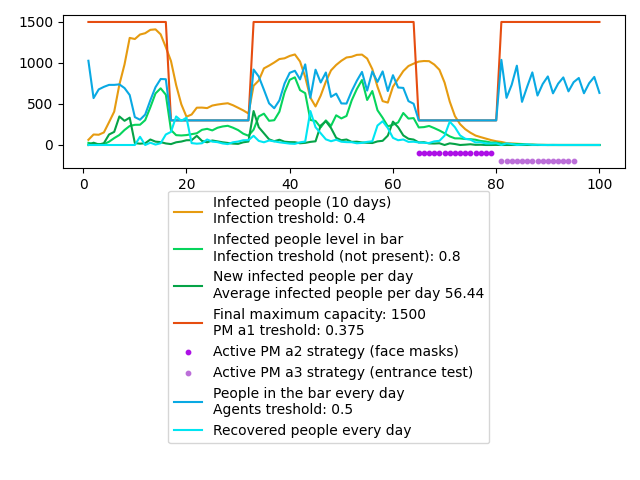 1500
1000
500
0
0 20 40 60 80 100
Infected people (10 days)
Infection treshold: 0.4
Infected people level in bar
Infection treshold (not present): 0.8
New infected people per day
Average infected people per day 56.44
Final maximum capacity: 1500
PM a1 treshold: 0.375
Active PM a2 strategy (face masks)
Active PM a3 strategy (entrance test)
People in the bar every day
Agents treshold: 0.5
Recovered people every day